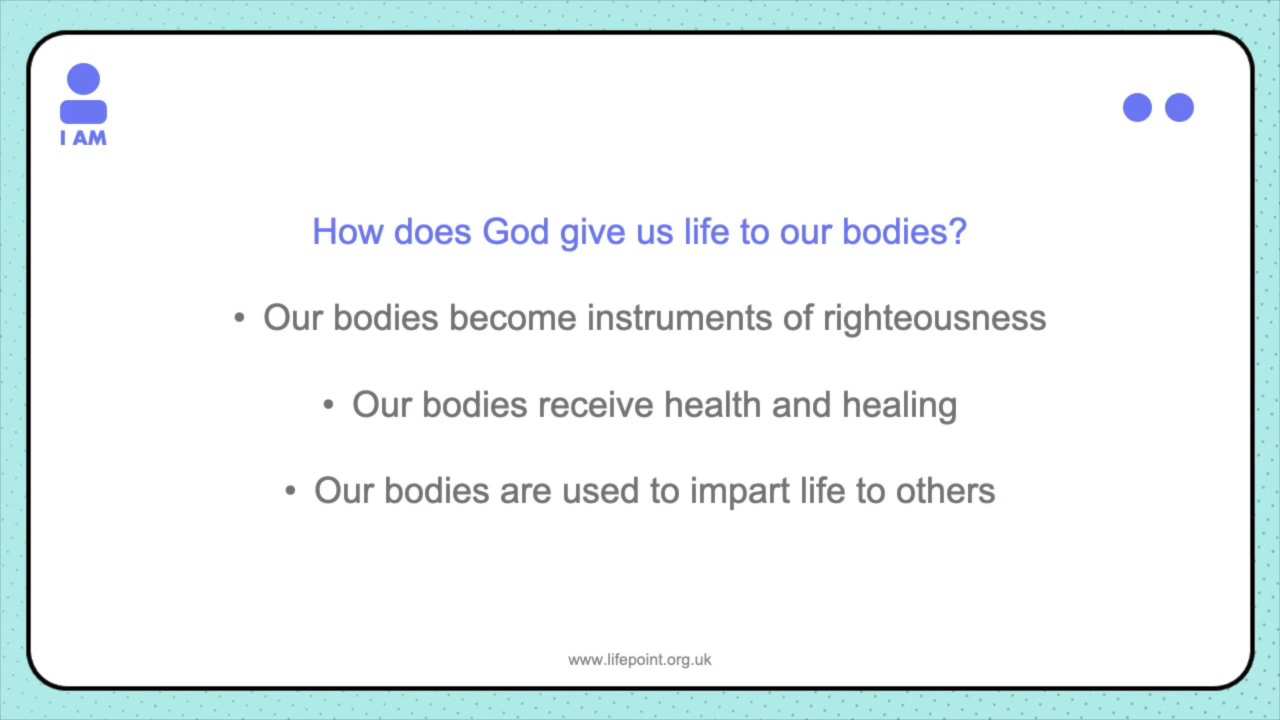 I AM
How does God give us life to our bodies?
• Our bodies become instruments of righteousness
• Our bodies receive health and healing
• Our bodies are used to impart life to others
www.lifepoint.org.uk